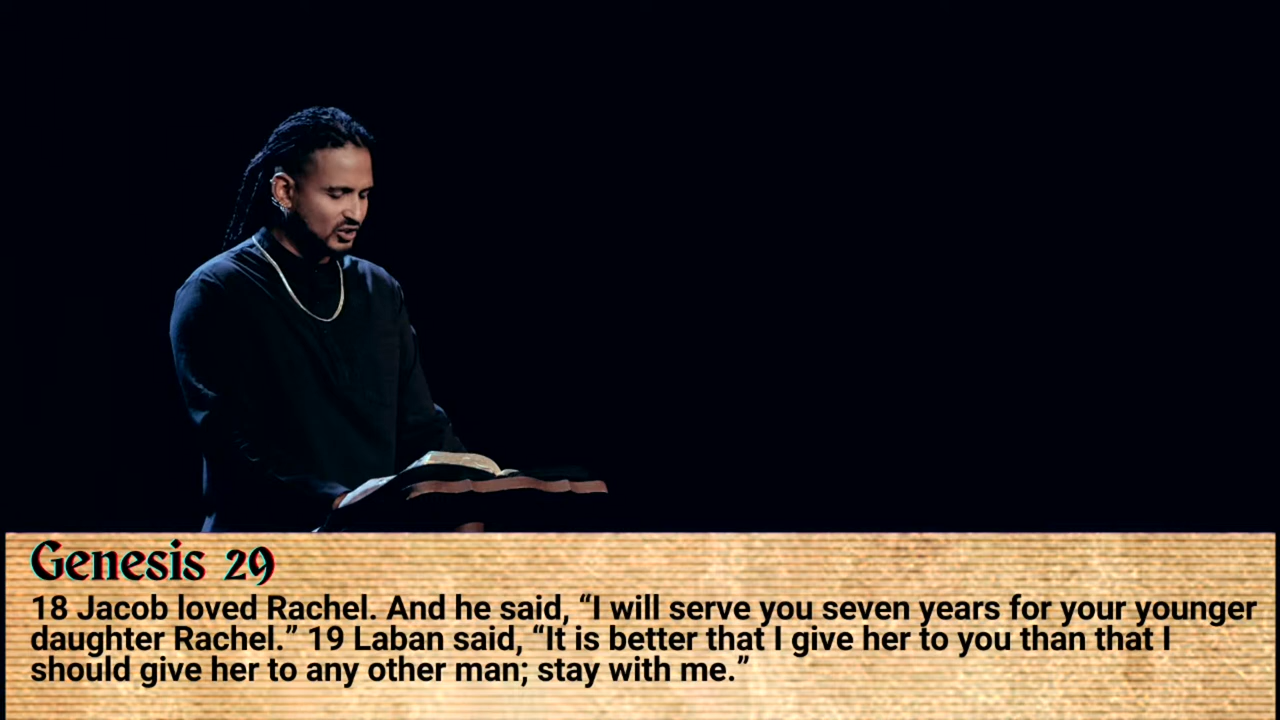 Genesis 29
18 Jacob loved Rachel. And he said, “I will serve you seven years for your younger
daughter Rachel.” 19 Laban said, “It is better that I give her to you than that I
should give her to any other man; stay with me.”